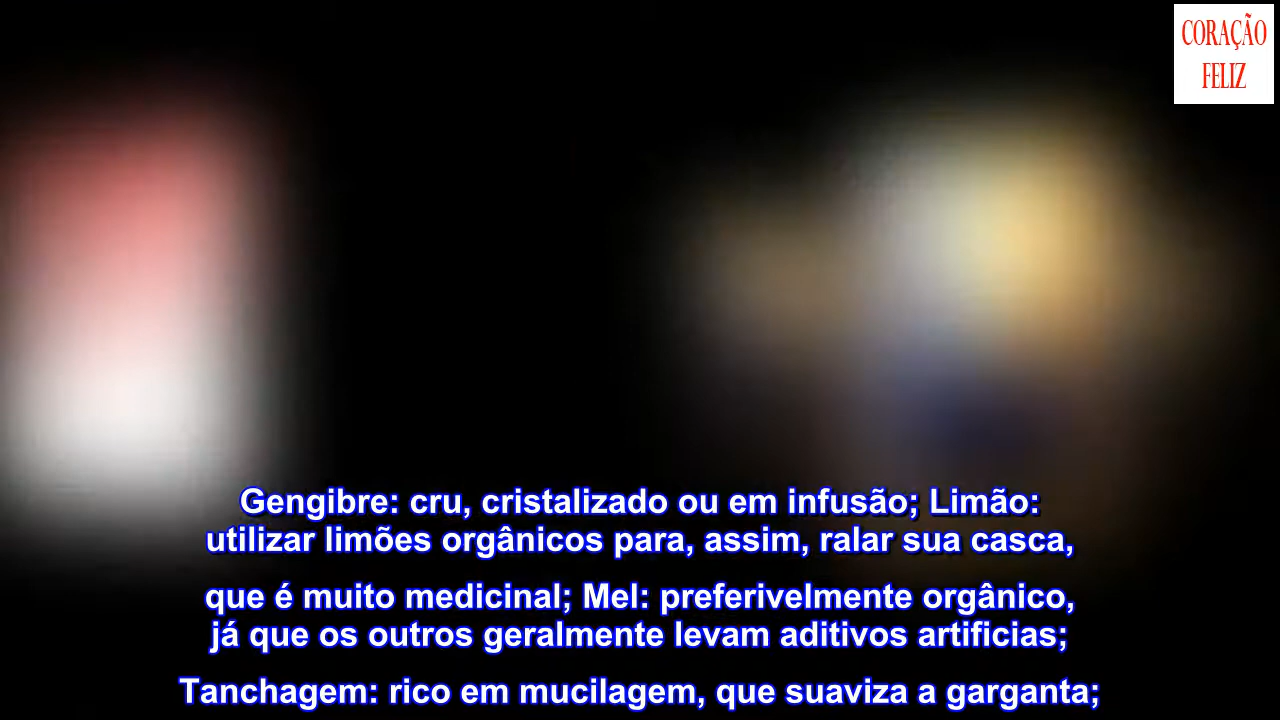 CORAÇÃO
FELIZ
Gengibre: cru, cristalizado ou em infusão; Limão:
utilizar limões orgânicos para, assim, ralar sua casca,
que é muito medicinal; Mel: preferivelmente orgânico,
já que os outros geralmente levam aditivos artificias;
Tanchagem: rico em mucilagem, que suaviza a garganta;